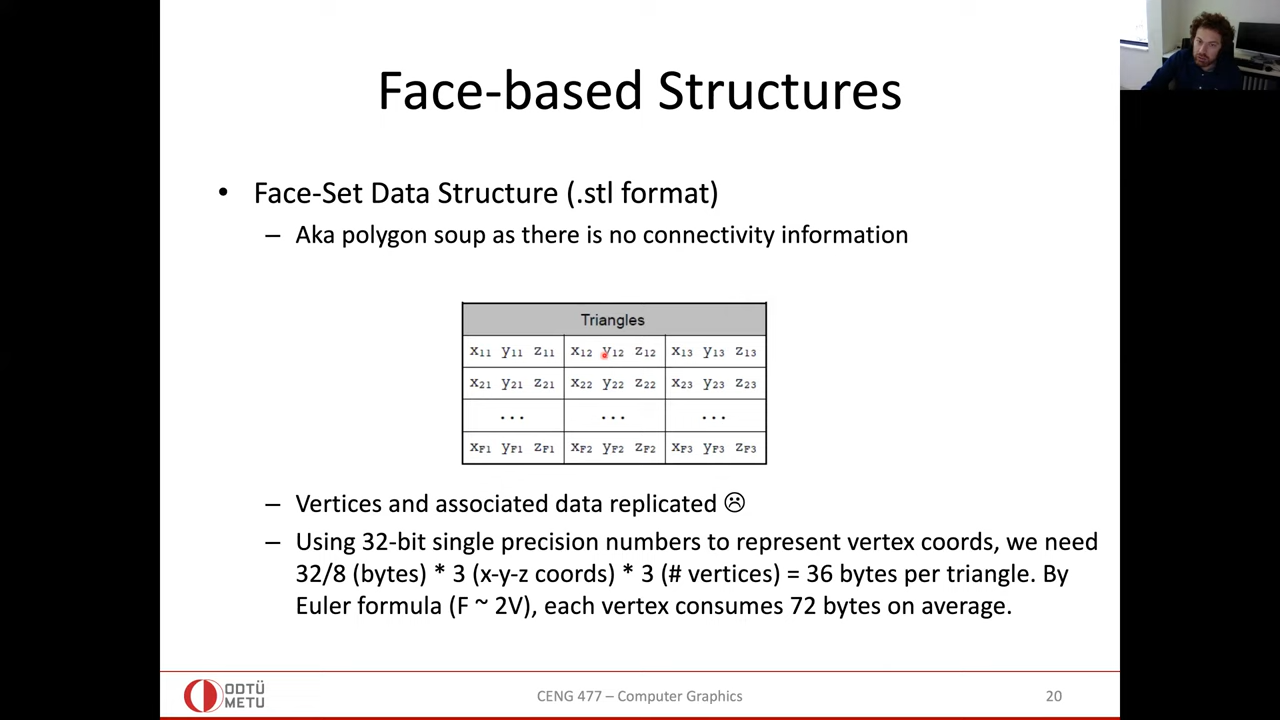 Face-based Structures
• Face-Set Data Structure (.stl format)
– Aka polygon soup as there is no connectivity information
Triangles
x11 y11 z11 x12 y12 z12 x13 y13 z13
x21 y21 z21 x22 y22 z22 x23 y23 z23
... ... ...
xF1 yF1 zF1 xF2 yF2 zF2 xF3 yF3 zF3
– Vertices and associated data replicated ☹
– Using 32-bit single precision numbers to represent vertex coords, we need
32/8 (bytes) * 3 (x-y-z coords) * 3 (# vertices) = 36 bytes per triangle. By
Euler formula (F ~ 2V), each vertex consumes 72 bytes on average.
ODTÜ
METU
CENG 477 – Computer Graphics
20